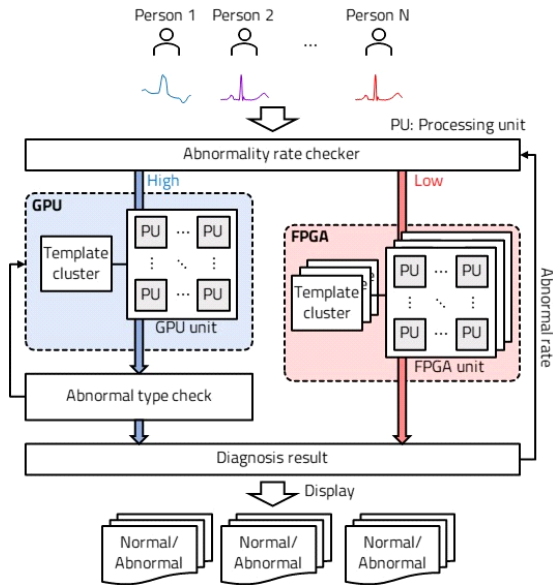 Person 1
Person 2
...
Person N
PU: Processing unit
Abnormality rate checker
High
Low
GPU
PU ... PU
Template
cluster
PU ... PU
GPU unit
FPGA
PU ... PU
Template
cluster
PU ... PU
FPGA unit
Abnormal rate
Abnormal type check
Diagnosis result
Display
Normal/
Abnormal
Normal/
Abnormal
Normal/
Abnormal